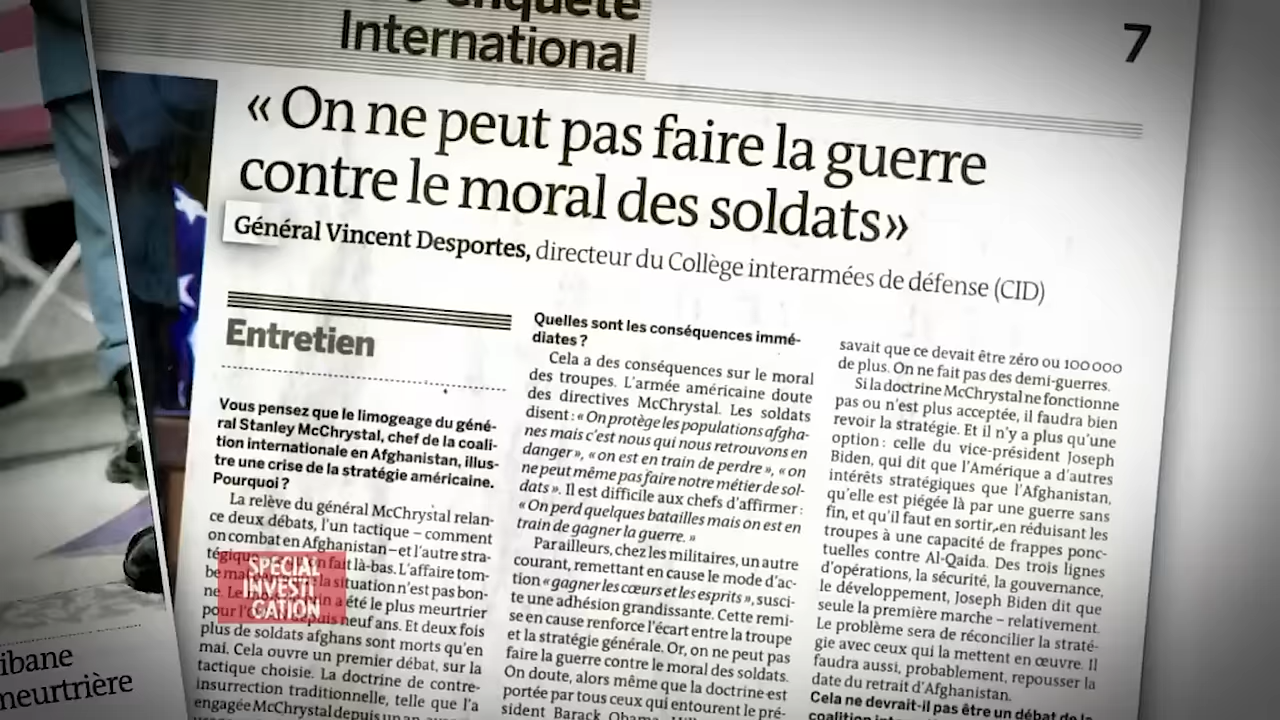 enquête
International
7
« On ne peut pas faire la guerre
contre le moral des soldats»
Général Vincent Desportes, directeur du Collège interarmées de défense (CID)
Entretien
Vous pensez que le limogeage du géné-
ral Stanley McChrystal, chef de la coali-
tion internationale en Afghanistan, illus-
tre une crise de la stratégie américaine.
Pourquoi ?
La relève du général McChrystal relan-
ce deux débats, l'un tactique – comment
on combat en Afghanistan – et l'autre stra-
fait là-bas. L'affaire tom-
la situation n'est pas bon-
a été le plus meurtrier
neuf ans. Et deux fois
plus de soldats afghans sont morts qu'en
mai. Cela ouvre un premier débat, sur la
tactique choisie. La doctrine de contre-
insurrection traditionnelle, telle que l'a
engagée McChrystal depuis un an
Quelles sont les conséquences immé-
diates ?
Cela a des conséquences sur le moral
des troupes. L'armée américaine doute
des directives McChrystal. Les soldats
disent : « On protège les populations afgha-
nes mais c'est nous qui nous retrouvons en
danger », « on est en train de perdre », « on
ne peut même pas faire notre métier de sol-
dats ». Il est difficile aux chefs d'affirmer :
« On perd quelques batailles mais on est en
train de gagner la guerre. »
Par ailleurs, chez les militaires, un autre
courant, remettant en cause le mode d'ac-
tion « gagner les cœurs et les esprits », susci-
te une adhésion grandissante. Cette remi-
se en cause renforce l'écart entre la troupe
et la stratégie générale. Or, on ne peut pas
faire la guerre contre le moral des soldats.
On doute, alors même que la doctrine est
portée par tous ceux qui entourent le pré-
sident Barack Obama,
savait que ce devait être zéro ou 100 000
de plus. On ne fait pas des demi-guerres.
Si la doctrine McChrystal ne fonctionne
pas ou n'est plus acceptée, il faudra bien
revoir la stratégie. Et il n'y a plus qu'une
option : celle du vice-président Joseph
Biden, qui dit que l'Amérique a d'autres
intérêts stratégiques que l'Afghanistan,
qu'elle est piégée là par une guerre sans
fin, et qu'il faut en sortir, en réduisant les
troupes à une capacité de frappes ponc-
tuelles contre Al-Qaida. Des trois lignes
d'opérations, la sécurité, la gouvernance,
le développement, Joseph Biden dit que
seule la première marche – relativement.
Le problème sera de réconcilier la straté-
gie avec ceux qui la mettent en œuvre. Il
faudra aussi, probablement, repousser la
date du retrait d'Afghanistan.
Cela ne devrait-il pas être un débat de la
coalition
SPECIAL
INVESTI
GATION
ibane
meurtrière